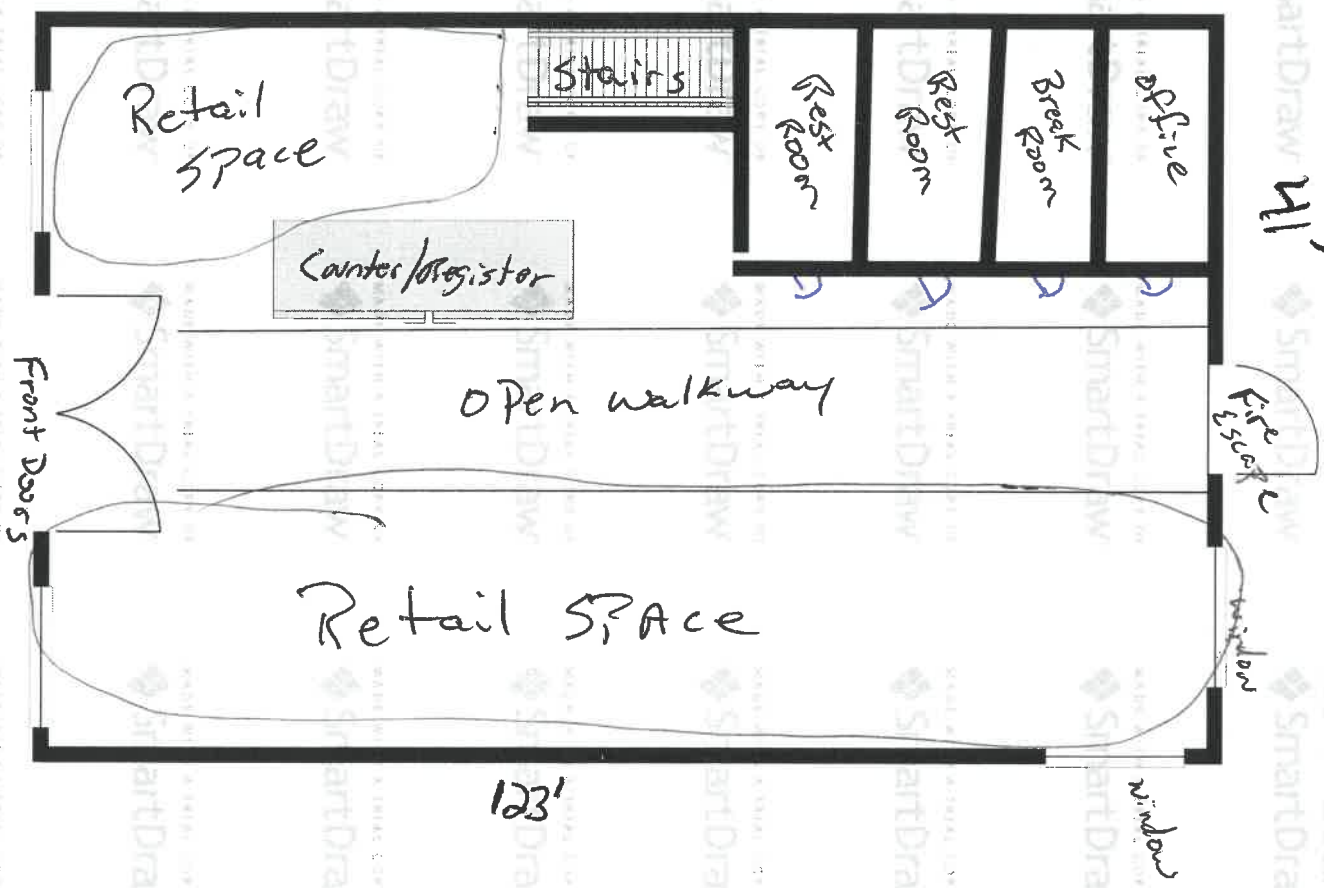 Retail
SPace
Stairs
Rest
Room
Rest
Room
Break
Room
office
41'
Counter/Register
Front Doors
OPen walkway
Fire
Escape
Retail SPAce
window
window
123'
SmartDraw